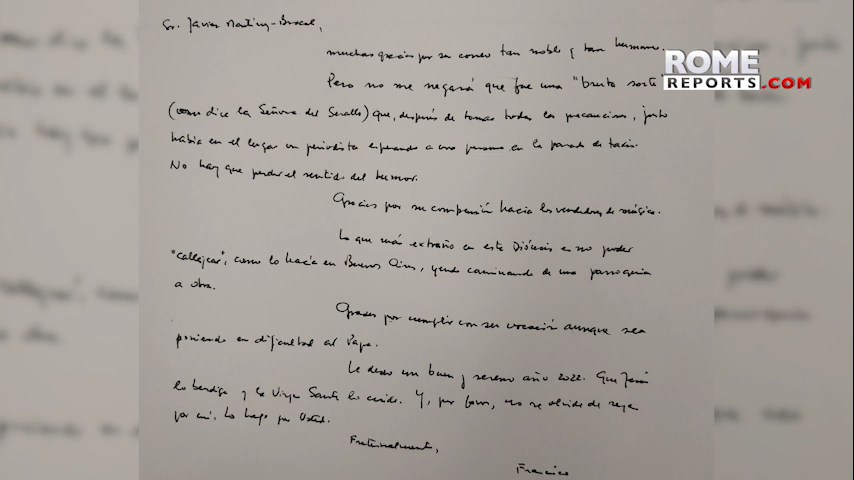 Sr. Javier Martínez-Brocal,
muchas gracias por su correo tan noble y tan humano.
ROME
REPORTS.COM
Pero no me negará que fue una "bruta sorte"
(como dice la Señora del Serallo) que, después de tomar todas las precauciones, justo
había en el lugar un periodista esperando a una persona en la parada de taxis.
No hay que perder el sentido del humor.
Gracias por su comprensión hacia los vendedores de música.
Lo que más extraño en esta Diócesis es no poder
"callejear", como lo hacía en Buenos Aires, yendo caminando de una parroquia
a otra.
Gracias por cumplir con su vocación aunque sea
poniendo en dificultad al Papa.
Le deseo un buen y sereno año 2022. Que Jesús
lo bendiga y la Virgen Santa lo cuide. Y, por favor, no se olvide de rezar
por mí. Lo hago por Usted.
Fraternalmente,
Francisco